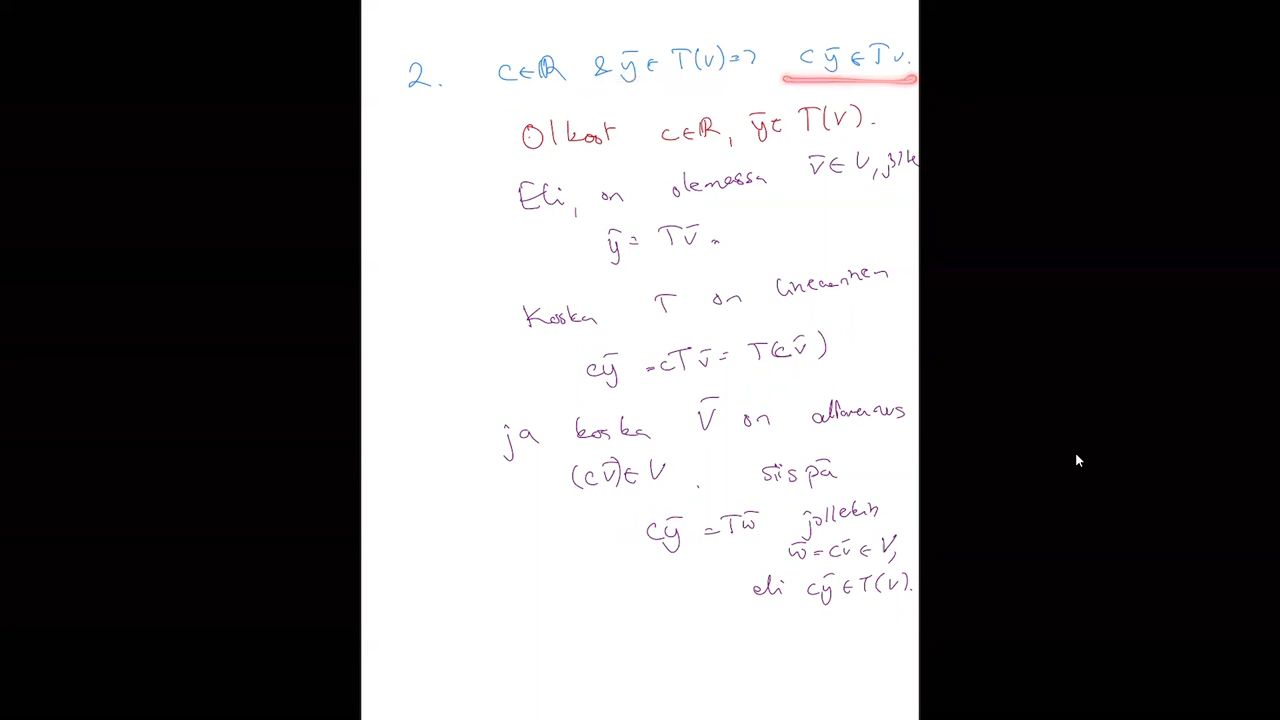 2. c∈ℝ & ȳ∈ T(V) => cȳ ∈ TV.
Olkoot c∈ℝ, ȳ∈ T(V).
Eli, on olemassa v̄∈V, jolle
ȳ = Tv̄.
Koska T on lineaarinen
cȳ = cTv̄ = T(cv̄)
ja koska V̄ on aliavaruus
(cv̄)∈V. siispä
cȳ = Tw̄ jollekin
w̄ = cv̄ ∈ V,
eli cȳ ∈ T(V).